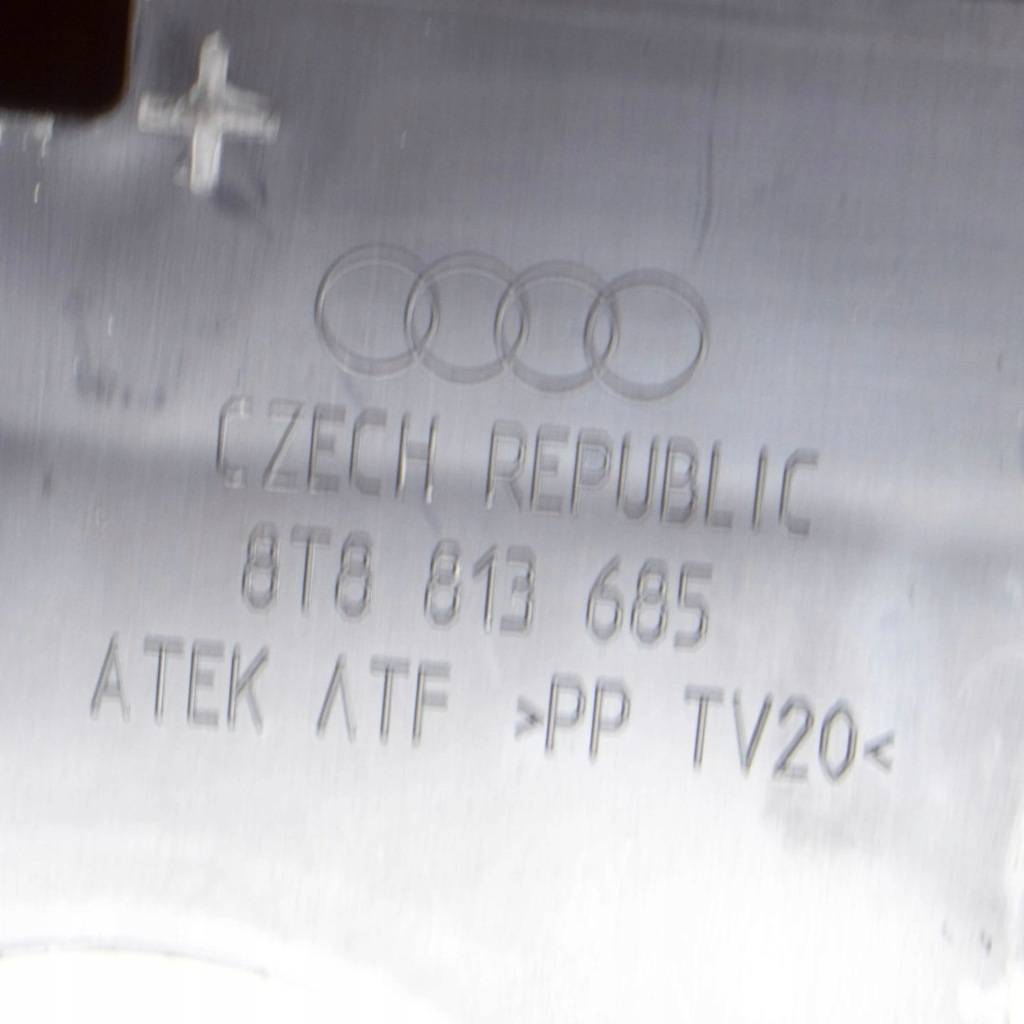 CZECH REPUBLIC
8T8 813 685
ATEK ATF >PP TV20<